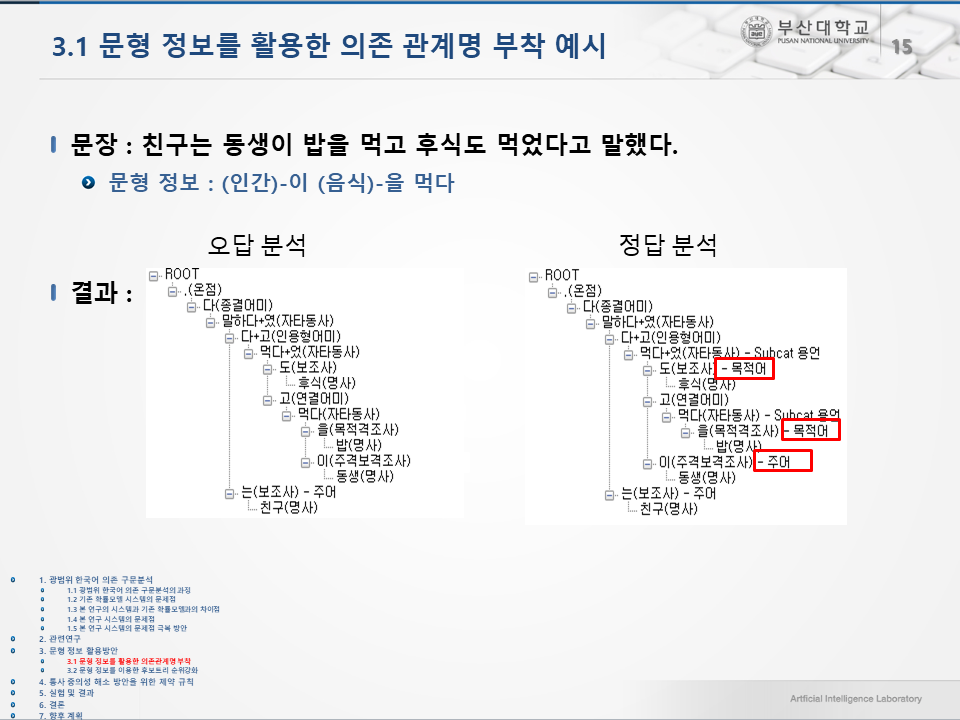 3.1 문형 정보를 활용한 의존 관계명 부착 예시
부산대학교
PUSAN NATIONAL UNIVERSITY
15
문장 : 친구는 동생이 밥을 먹고 후식도 먹었다고 말했다.
문형 정보 : (인간)-이 (음식)-을 먹다
결과 :
오답 분석
ROOT
.(온점)
다(종결어미)
말하다+였(자타동사)
다+고(인용형어미)
먹다+었(자타동사)
도(보조사)
후식(명사)
고(연결어미)
먹다(자타동사)
을(목적격조사)
밥(명사)
이(주격보격조사)
동생(명사)
는(보조사) - 주어
친구(명사)
정답 분석
ROOT
.(온점)
다(종결어미)
말하다+였(자타동사)
다+고(인용형어미)
먹다+었(자타동사) - Subcat 용언
도(보조사) - 목적어
후식(명사)
고(연결어미)
먹다(자타동사) - Subcat 용언
을(목적격조사) - 목적어
밥(명사)
이(주격보격조사) - 주어
동생(명사)
는(보조사) - 주어
친구(명사)
1. 광범위 한국어 의존 구문분석
1.1 광범위 한국어 의존 구문분석의 과정
1.2 기존 확률모델 시스템의 문제점
1.3 본 연구의 시스템과 기존 확률모델과의 차이점
1.4 본 연구 시스템의 문제점
1.5 본 연구 시스템의 문제점 극복 방안
2. 관련연구
3. 문형 정보 활용방안
3.1 문형 정보를 활용한 의존관계명 부착
3.2 문형 정보를 이용한 후보트리 순위강화
4. 통사 중의성 해소 방안을 위한 제약 규칙
5. 실험 및 결과
6. 결론
7. 향후 계획
Artficial Intelligence Laboratory